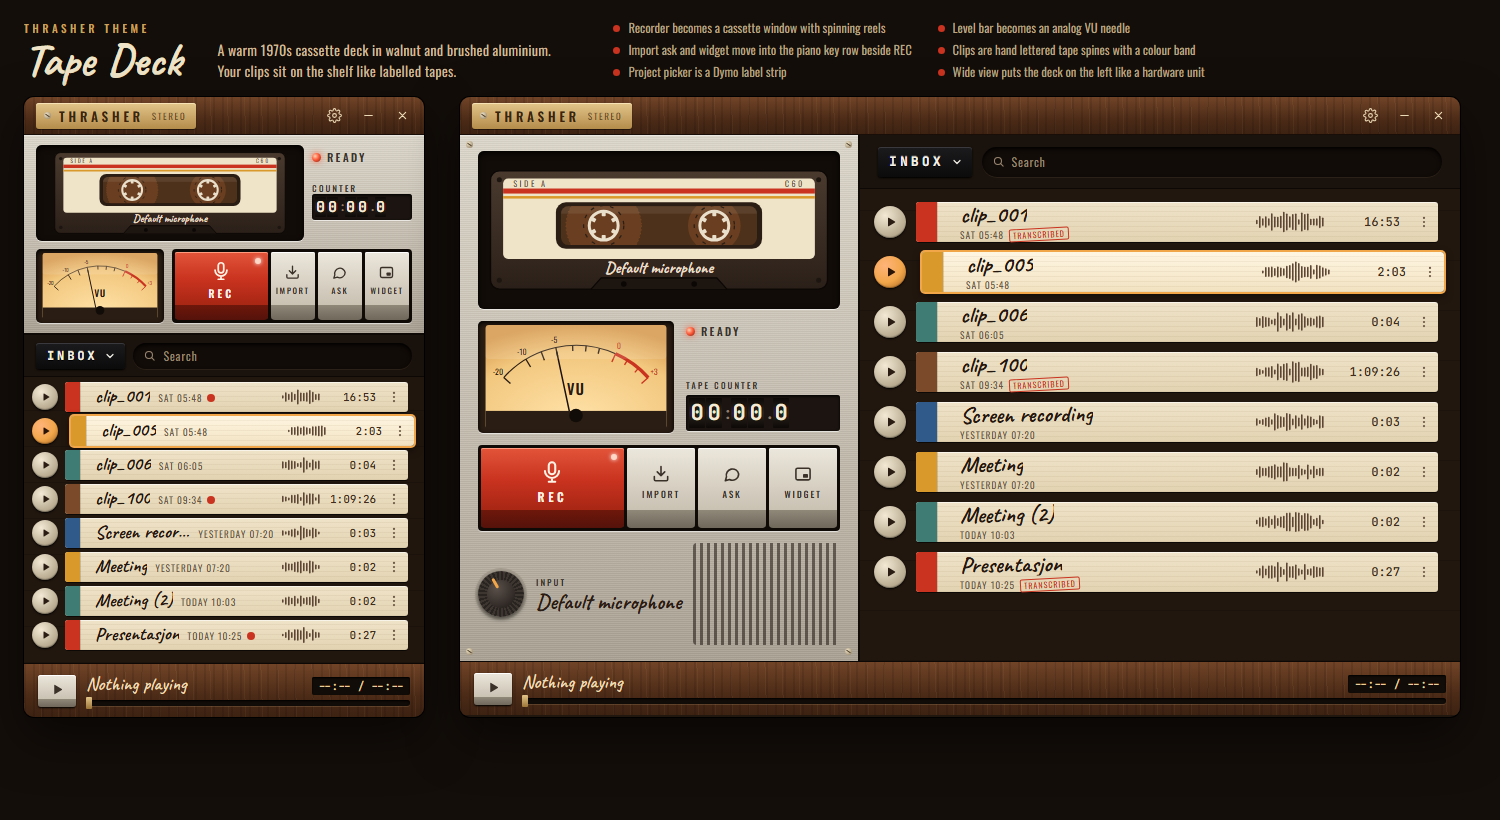 THRASHER THEME
Tape Deck
A warm 1970s cassette deck in walnut and brushed aluminium.
Your clips sit on the shelf like labelled tapes.
Recorder becomes a cassette window with spinning reels
Import ask and widget move into the piano key row beside REC
Project picker is a Dymo label strip
Level bar becomes an analog VU needle
Clips are hand lettered tape spines with a colour band
Wide view puts the deck on the left like a hardware unit
THRASHER STEREO
SIDE A C60
Default microphone
READY
COUNTER
00:00.0
-20 -10 -5 0 +3
VU
REC
IMPORT
ASK
WIDGET
INBOX
Search
clip_001 SAT 05:48 16:53
clip_005 SAT 05:48 2:03
clip_006 SAT 06:05 0:04
clip_100 SAT 09:34 1:09:26
Screen recor... YESTERDAY 07:20 0:03
Meeting YESTERDAY 07:20 0:02
Meeting (2) TODAY 10:03 0:02
Presentasjon TODAY 10:25 0:27
Nothing playing
--:-- / --:--
THRASHER STEREO
SIDE A C60
Default microphone
-20 -10 -5 0 +3
VU
READY
TAPE COUNTER
00:00.0
REC
IMPORT
ASK
WIDGET
INPUT
Default microphone
INBOX
Search
clip_001
SAT 05:48 TRANSCRIBED
16:53
clip_005
SAT 05:48
2:03
clip_006
SAT 06:05
0:04
clip_100
SAT 09:34 TRANSCRIBED
1:09:26
Screen recording
YESTERDAY 07:20
0:03
Meeting
YESTERDAY 07:20
0:02
Meeting (2)
TODAY 10:03
0:02
Presentasjon
TODAY 10:25 TRANSCRIBED
0:27
Nothing playing
--:-- / --:--